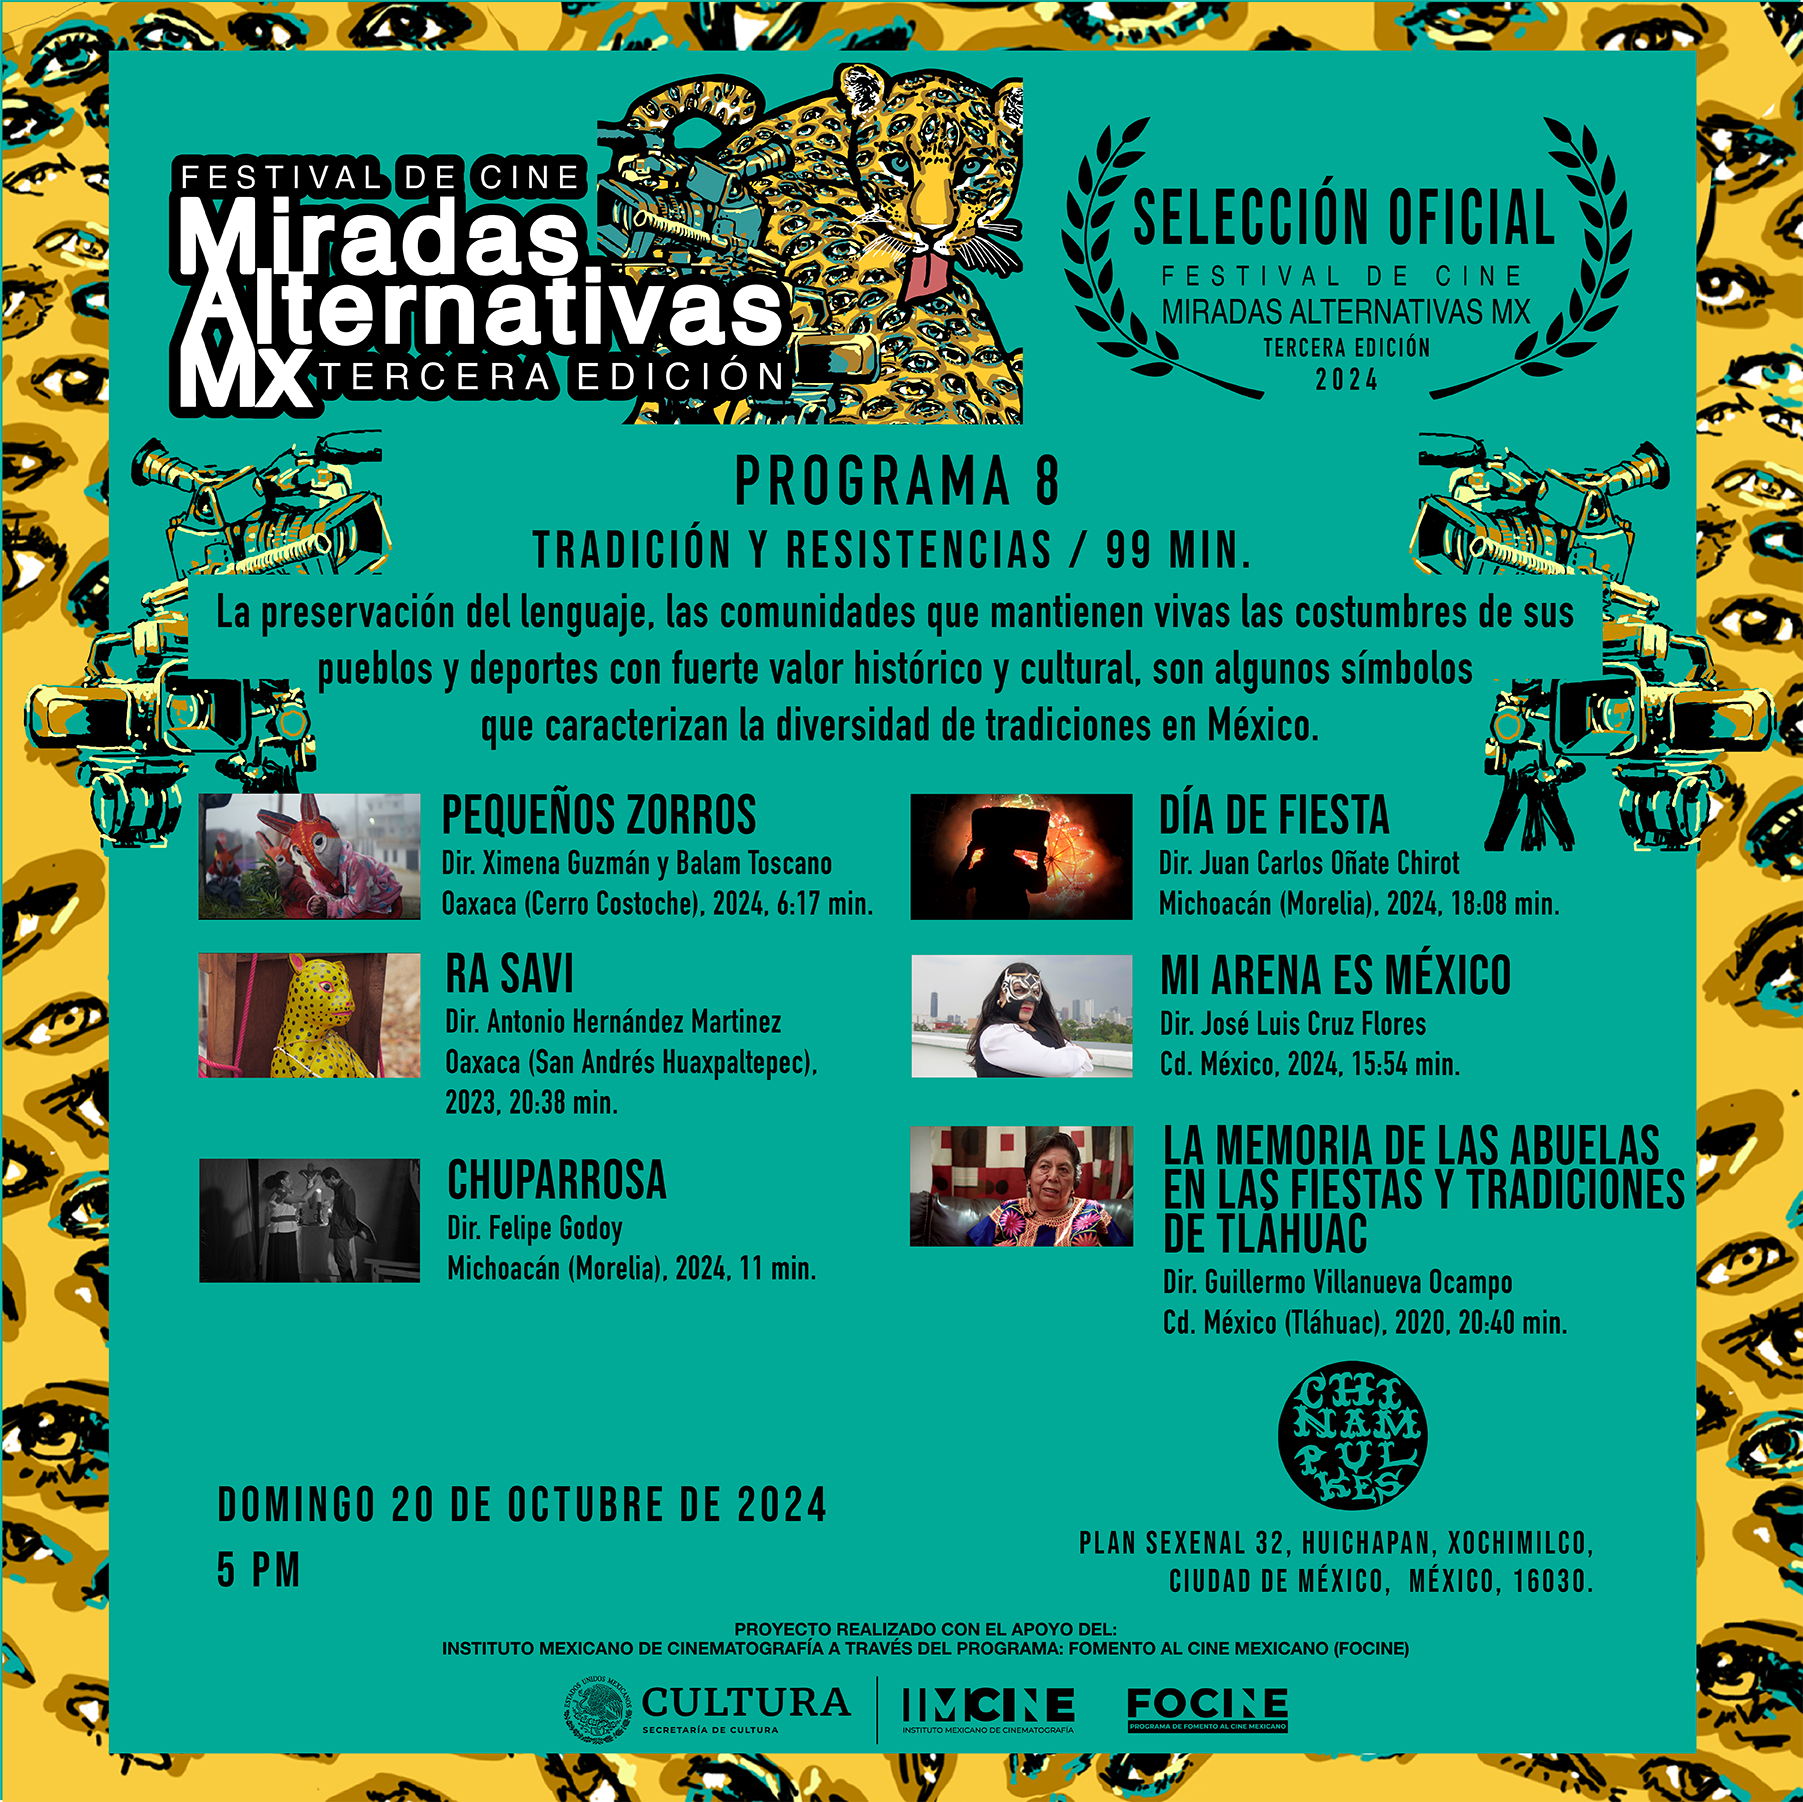 FESTIVAL DE CINE
Miradas
Alternativas
Mx TERCERA EDICIÓN
SELECCIÓN OFICIAL
FESTIVAL DE CINE
MIRADAS ALTERNATIVAS MX
TERCERA EDICIÓN
2024
PROGRAMA 8
TRADICIÓN Y RESISTENCIAS / 99 MIN.
La preservación del lenguaje, las comunidades que mantienen vivas las costumbres de sus
pueblos y deportes con fuerte valor histórico y cultural, son algunos símbolos
que caracterizan la diversidad de tradiciones en México.
PEQUEÑOS ZORROS
Dir. Ximena Guzmán y Balam Toscano
Oaxaca (Cerro Costoche), 2024, 6:17 min.
RA SAVI
Dir. Antonio Hernández Martinez
Oaxaca (San Andrés Huaxpaltepec),
2023, 20:38 min.
CHUPARROSA
Dir. Felipe Godoy
Michoacán (Morelia), 2024, 11 min.
DÍA DE FIESTA
Dir. Juan Carlos Oñate Chirot
Michoacán (Morelia), 2024, 18:08 min.
MI ARENA ES MÉXICO
Dir. José Luis Cruz Flores
Cd. México, 2024, 15:54 min.
LA MEMORIA DE LAS ABUELAS
EN LAS FIESTAS Y TRADICIONES
DE TLÁHUAC
Dir. Guillermo Villanueva Ocampo
Cd. México (Tláhuac), 2020, 20:40 min.
CHI
NAM
PUL
KES
DOMINGO 20 DE OCTUBRE DE 2024
5 PM
PLAN SEXENAL 32, HUICHAPAN, XOCHIMILCO,
CIUDAD DE MÉXICO, MÉXICO, 16030.
PROYECTO REALIZADO CON EL APOYO DEL:
INSTITUTO MEXICANO DE CINEMATOGRAFÍA A TRAVÉS DEL PROGRAMA: FOMENTO AL CINE MEXICANO (FOCINE)
ESTADOS UNIDOS MEXICANOS
CULTURA
SECRETARÍA DE CULTURA
IMCINE
INSTITUTO MEXICANO DE CINEMATOGRAFÍA
FOCINE
PROGRAMA DE FOMENTO AL CINE MEXICANO